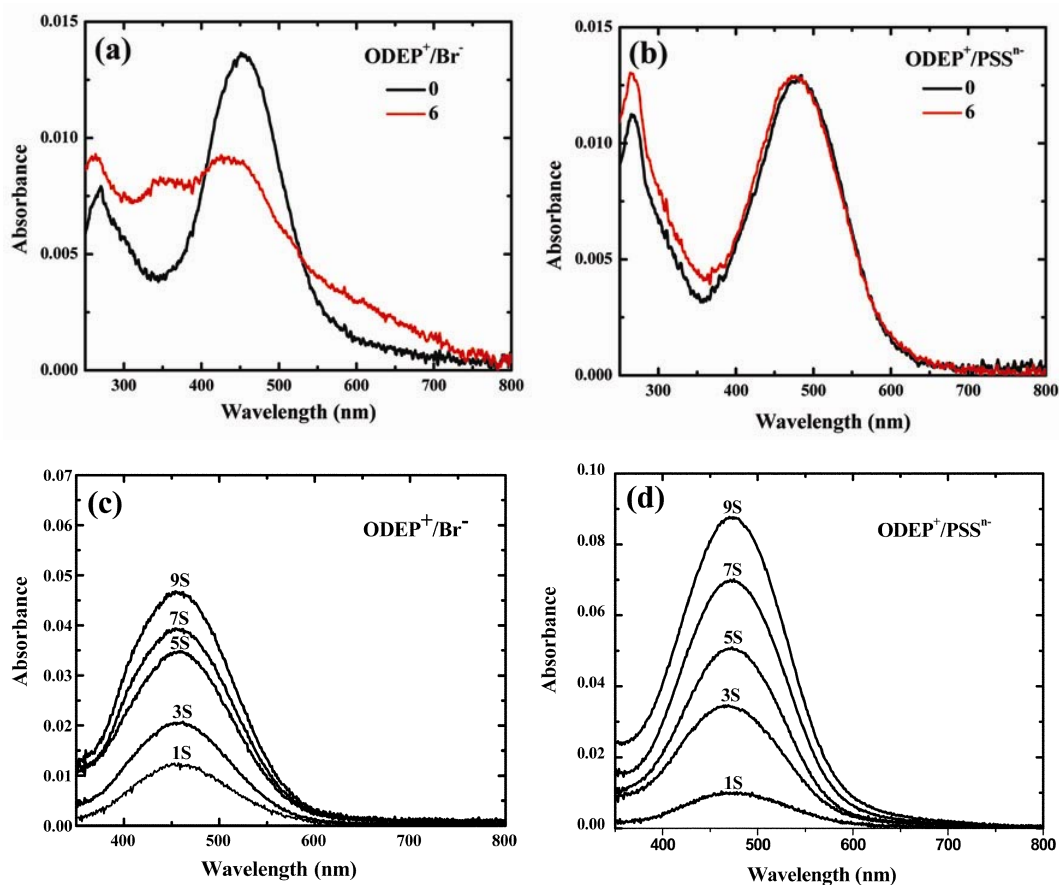 (a)
ODEP⁺/Br⁻
0
6
0.015
0.010
0.005
0.000
Absorbance
300 400 500 600 700 800
Wavelength (nm)
(b)
ODEP⁺/PSSⁿ⁻
0
6
0.015
0.010
0.005
0.000
Absorbance
300 400 500 600 700 800
Wavelength (nm)
(c)
ODEP⁺/Br⁻
9S
7S
5S
3S
1S
0.07
0.06
0.05
0.04
0.03
0.02
0.01
0.00
Absorbance
400 500 600 700 800
Wavelength (nm)
(d)
ODEP⁺/PSSⁿ⁻
9S
7S
5S
3S
1S
0.10
0.08
0.06
0.04
0.02
0.00
Absorbance
400 500 600 700 800
Wavelength (nm)